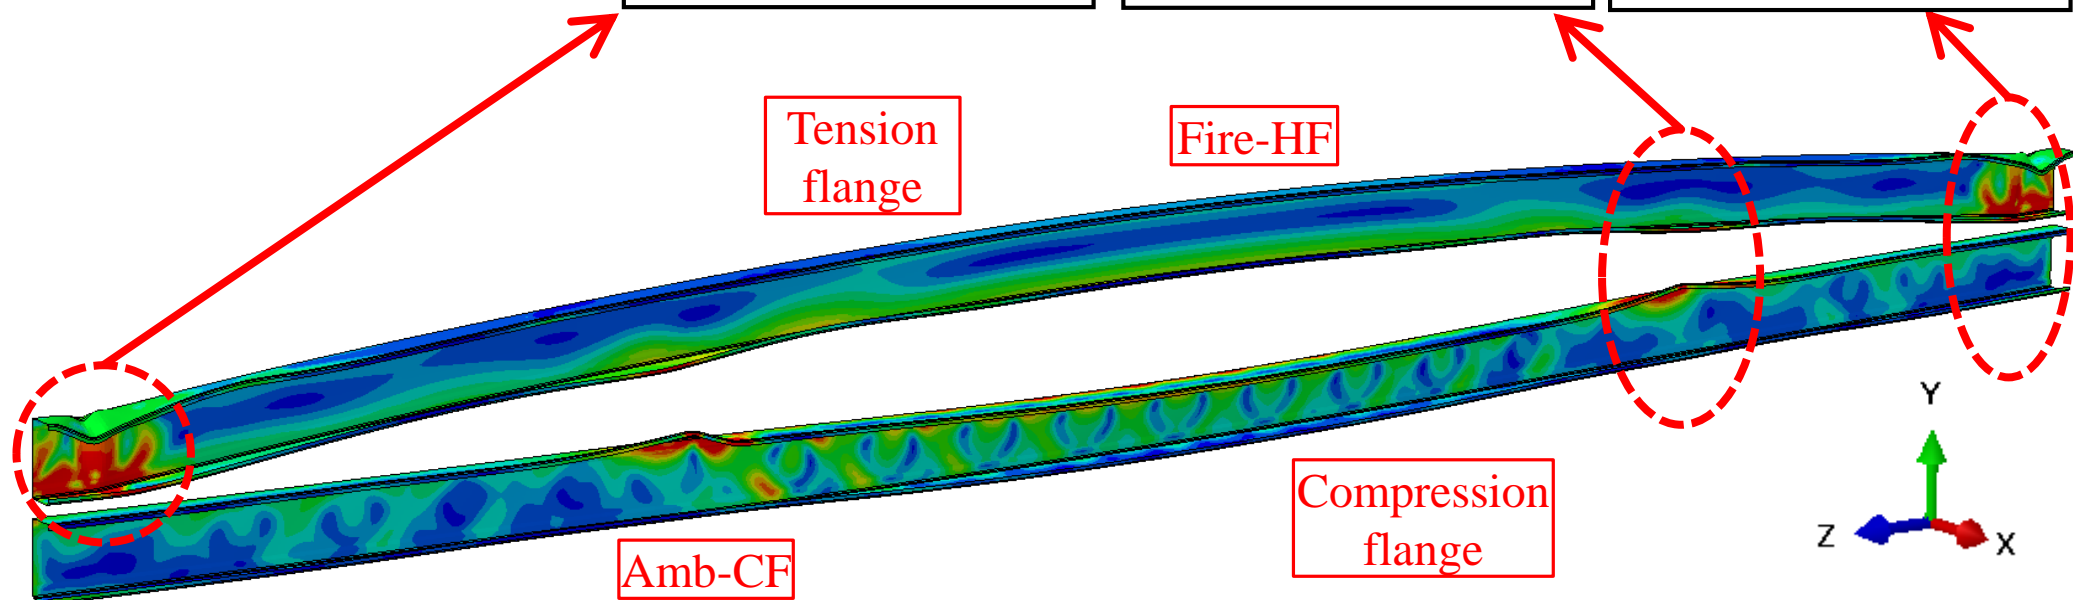 Tension
flange
Fire-HF
Amb-CF
Compression
flange
Y
Z
X